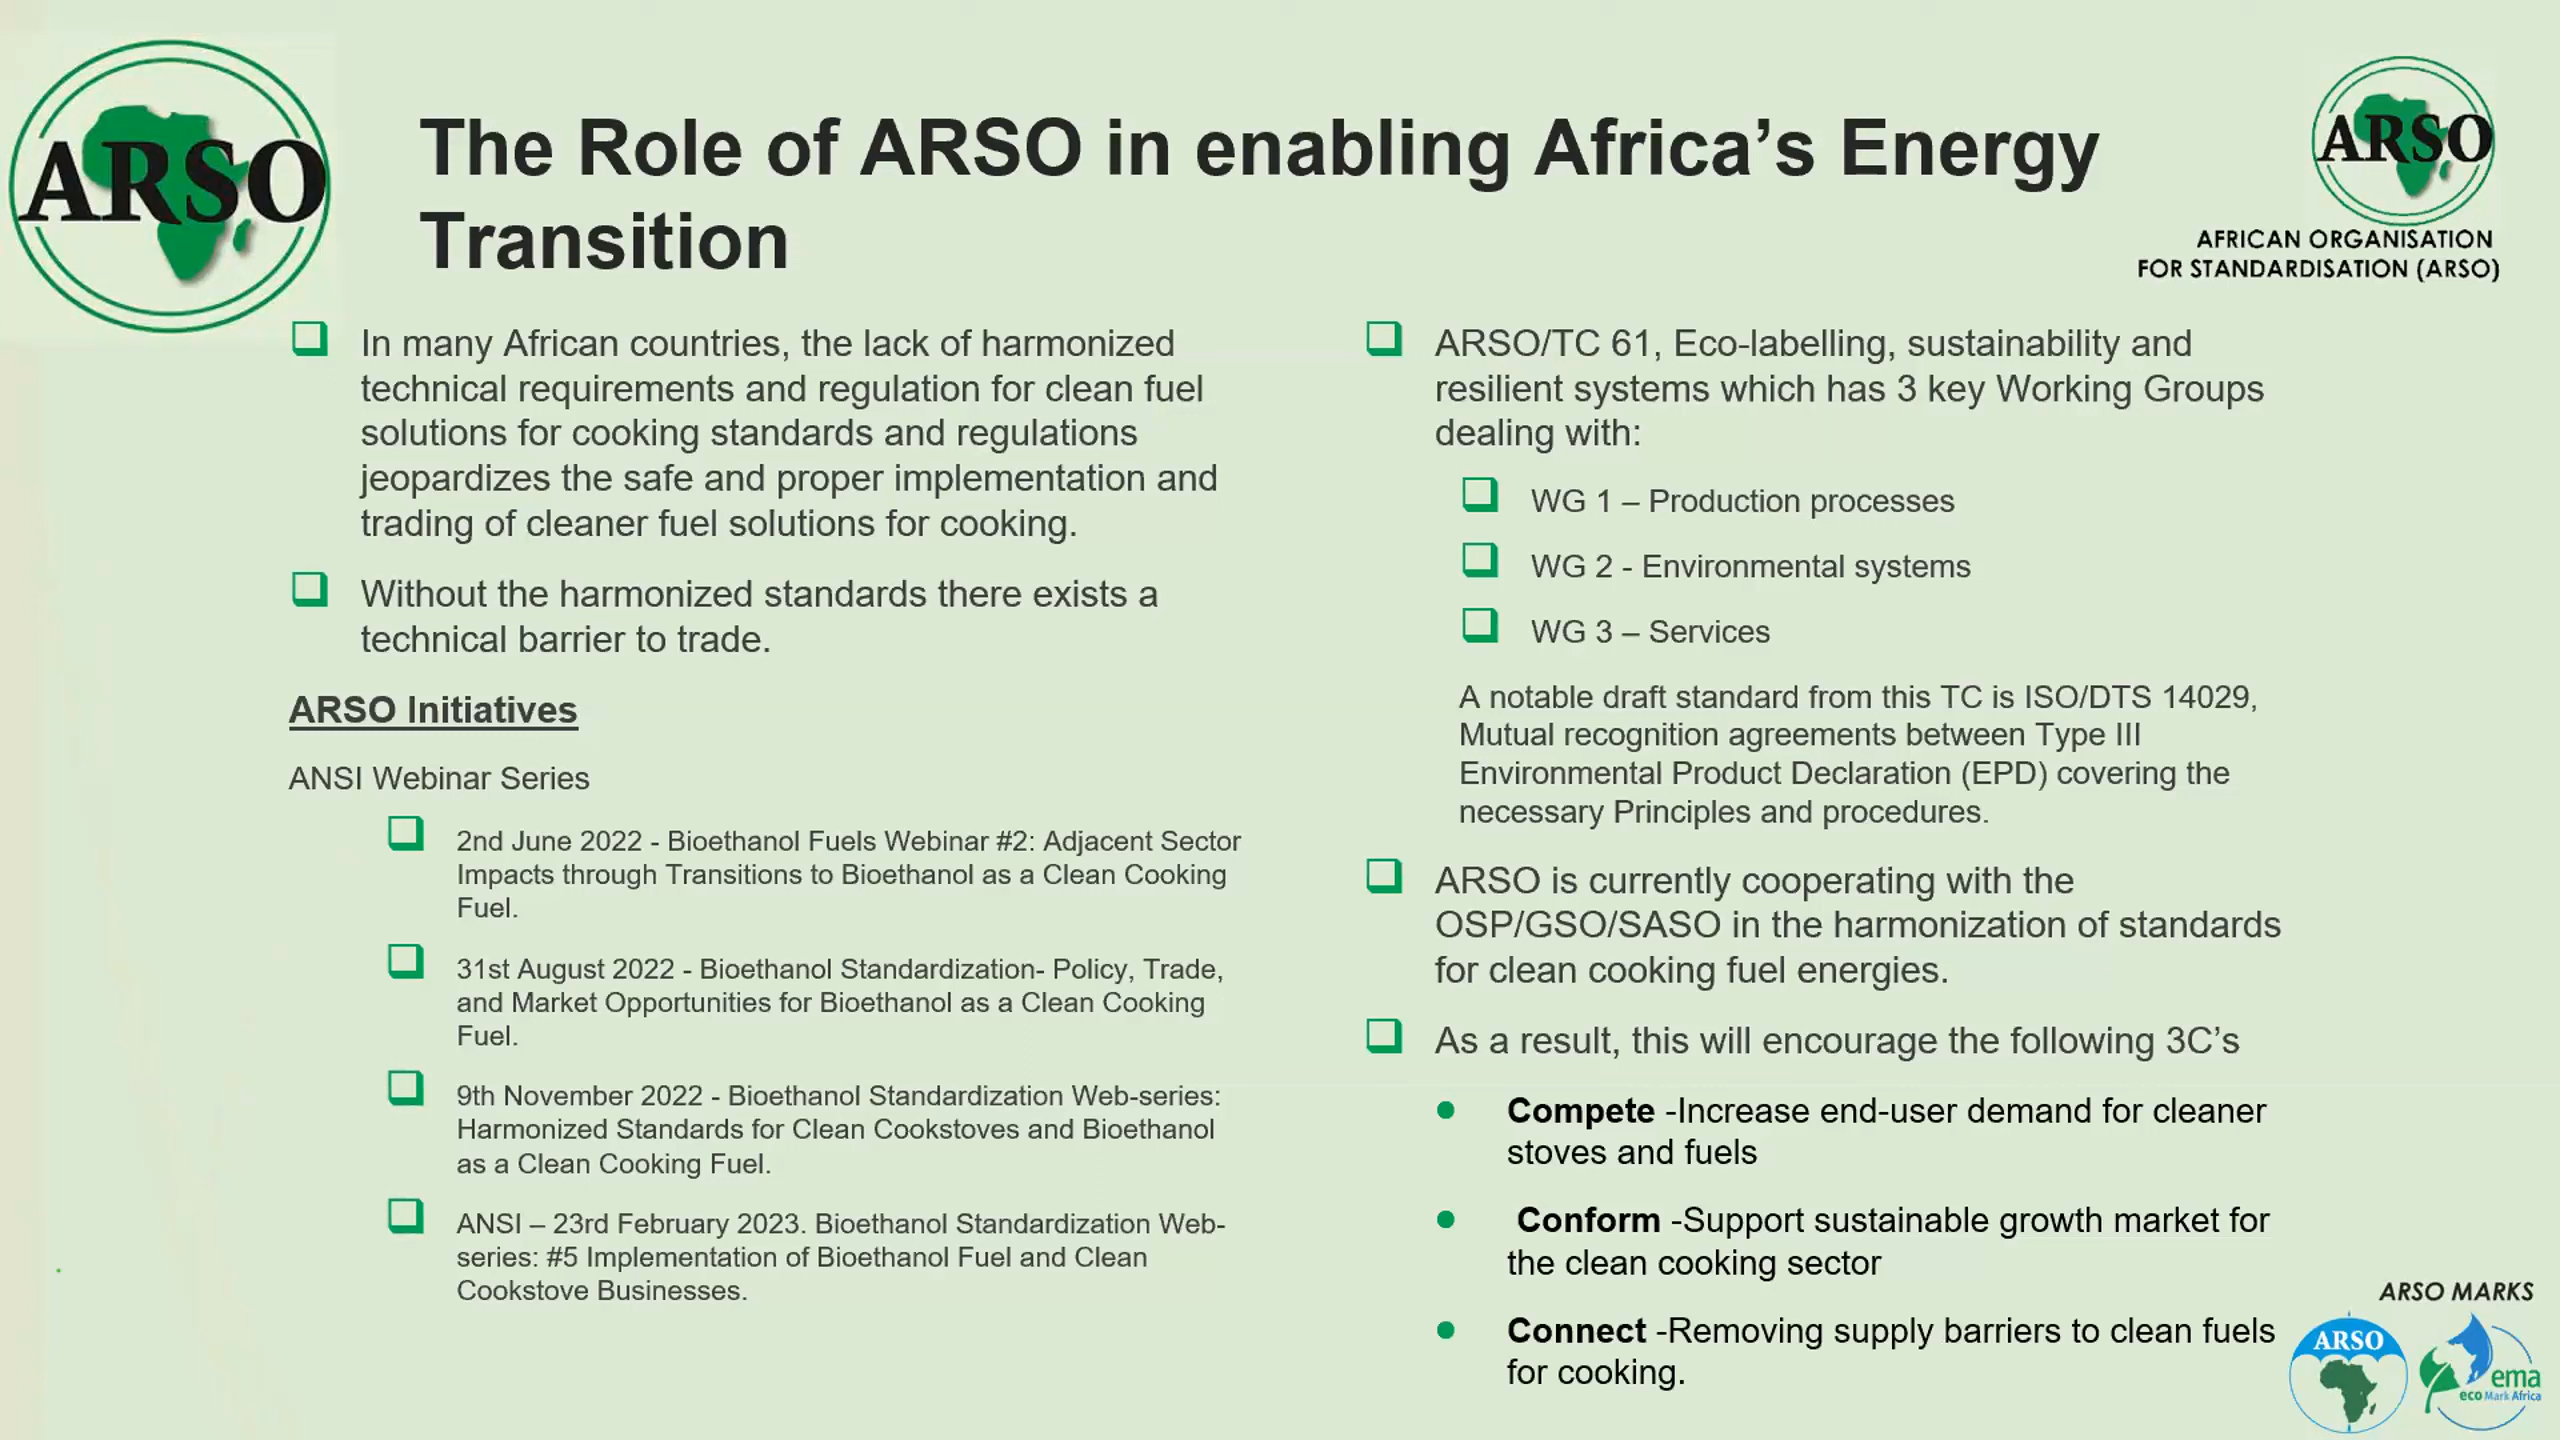 ARSO
The Role of ARSO in enabling Africa’s Energy
Transition
ARSO
AFRICAN ORGANISATION
FOR STANDARDISATION (ARSO)
In many African countries, the lack of harmonized
technical requirements and regulation for clean fuel
solutions for cooking standards and regulations
jeopardizes the safe and proper implementation and
trading of cleaner fuel solutions for cooking.
Without the harmonized standards there exists a
technical barrier to trade.
ARSO Initiatives
ANSI Webinar Series
2nd June 2022 - Bioethanol Fuels Webinar #2: Adjacent Sector
Impacts through Transitions to Bioethanol as a Clean Cooking
Fuel.
31st August 2022 - Bioethanol Standardization- Policy, Trade,
and Market Opportunities for Bioethanol as a Clean Cooking
Fuel.
9th November 2022 - Bioethanol Standardization Web-series:
Harmonized Standards for Clean Cookstoves and Bioethanol
as a Clean Cooking Fuel.
ANSI – 23rd February 2023. Bioethanol Standardization Web-
series: #5 Implementation of Bioethanol Fuel and Clean
Cookstove Businesses.
ARSO/TC 61, Eco-labelling, sustainability and
resilient systems which has 3 key Working Groups
dealing with:
WG 1 – Production processes
WG 2 - Environmental systems
WG 3 – Services
A notable draft standard from this TC is ISO/DTS 14029,
Mutual recognition agreements between Type III
Environmental Product Declaration (EPD) covering the
necessary Principles and procedures.
ARSO is currently cooperating with the
OSP/GSO/SASO in the harmonization of standards
for clean cooking fuel energies.
As a result, this will encourage the following 3C’s
Compete -Increase end-user demand for cleaner
stoves and fuels
Conform -Support sustainable growth market for
the clean cooking sector
Connect -Removing supply barriers to clean fuels
for cooking.
ARSO MARKS
ARSO
ema
eco Mark Africa